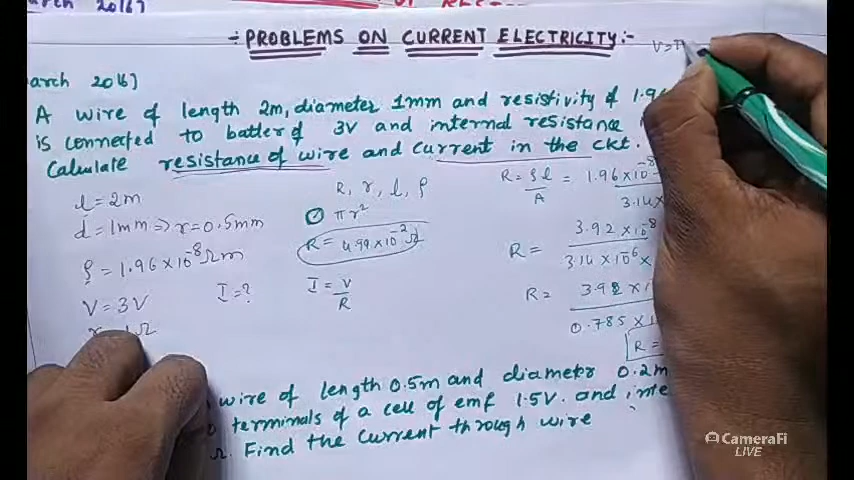 arch 2016)
:- PROBLEMS ON CURRENT ELECTRICITY:-
V=I
arch 2016)
A wire of length 2m, diameter 1mm and resistivity of 1.96
is connected to batter of 3V and internal resistance
Calculate resistance of wire and current in the ckt.
l = 2m
d = 1mm => r = 0.5mm
ρ = 1.96×10⁻⁸ Ωm
V = 3V
I = ?
R, r, l, ρ
πr²
R = 4.99×10⁻² Ω
I = V
R
R = ρl = 1.96×10⁻⁸
A 3.14×
R = 3.92×10⁻⁸
3.14×10⁻⁶×
R = 3.92×1
0.785×1
R =
wire of length 0.5m and diameter 0.2m
terminals of a cell of emf 1.5V. and inte
Ω. Find the current through wire
CameraFi
LIVE